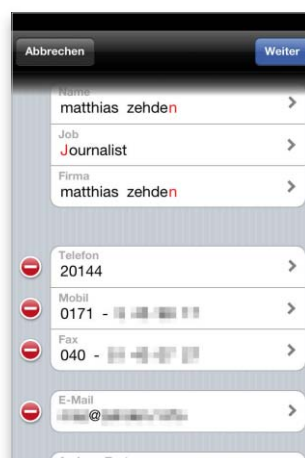 Abbrechen
Weiter
Name
matthias zehden
Job
Journalist
Firma
matthias zehden
Telefon
20144
Mobil
0171 -
Fax
040 -
E-Mail
@